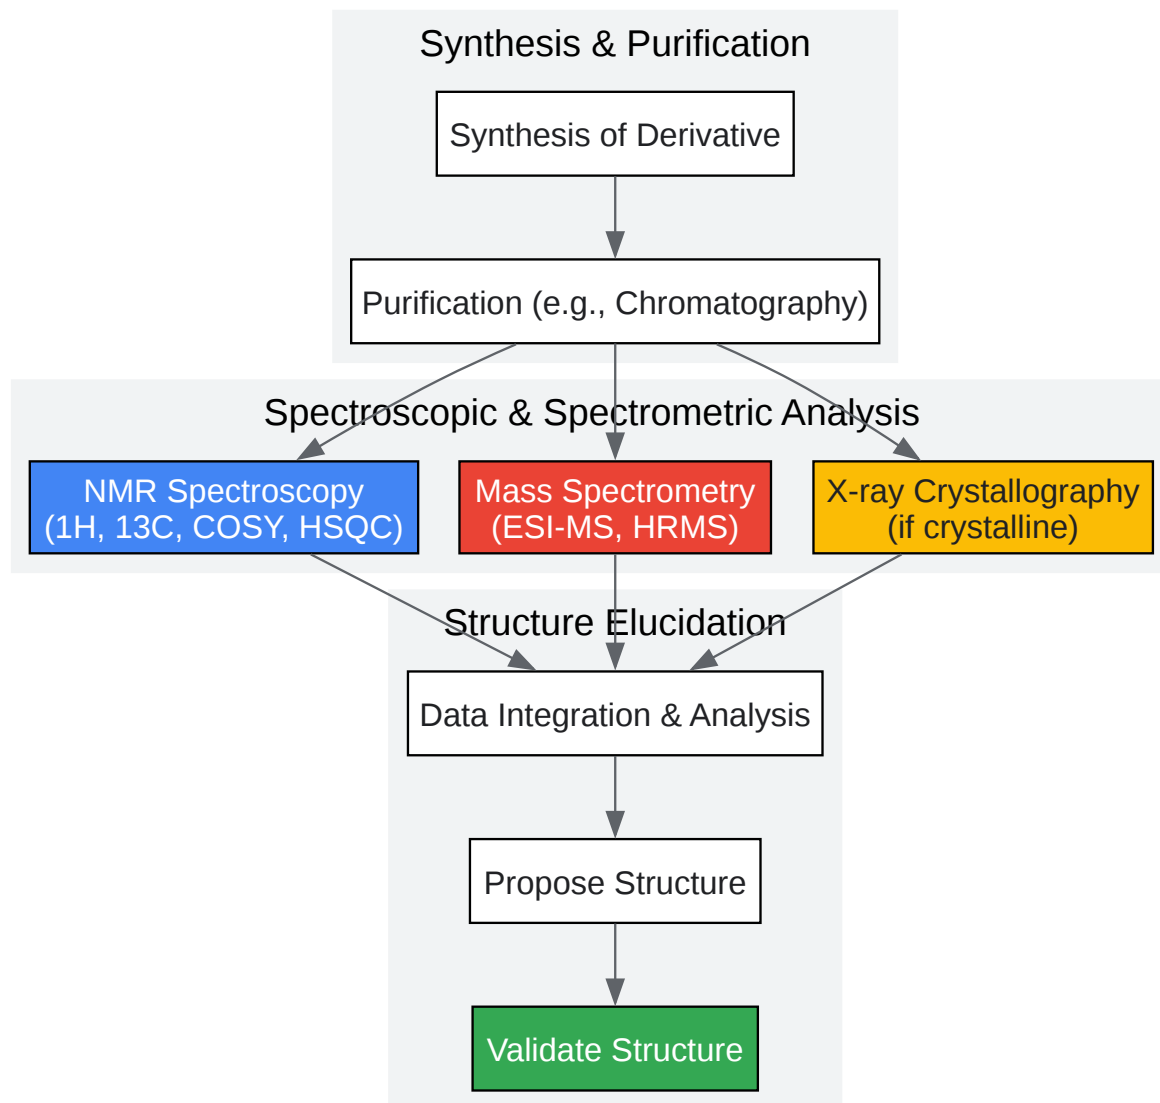 Synthesis & Purification
Synthesis of Derivative
Purification (e.g., Chromatography)
Spectroscopic & Spectrometric Analysis
NMR Spectroscopy
(1H, 13C, COSY, HSQC)
Mass Spectrometry
(ESI-MS, HRMS)
X-ray Crystallography
(if crystalline)
Structure Elucidation
Data Integration & Analysis
Propose Structure
Validate Structure